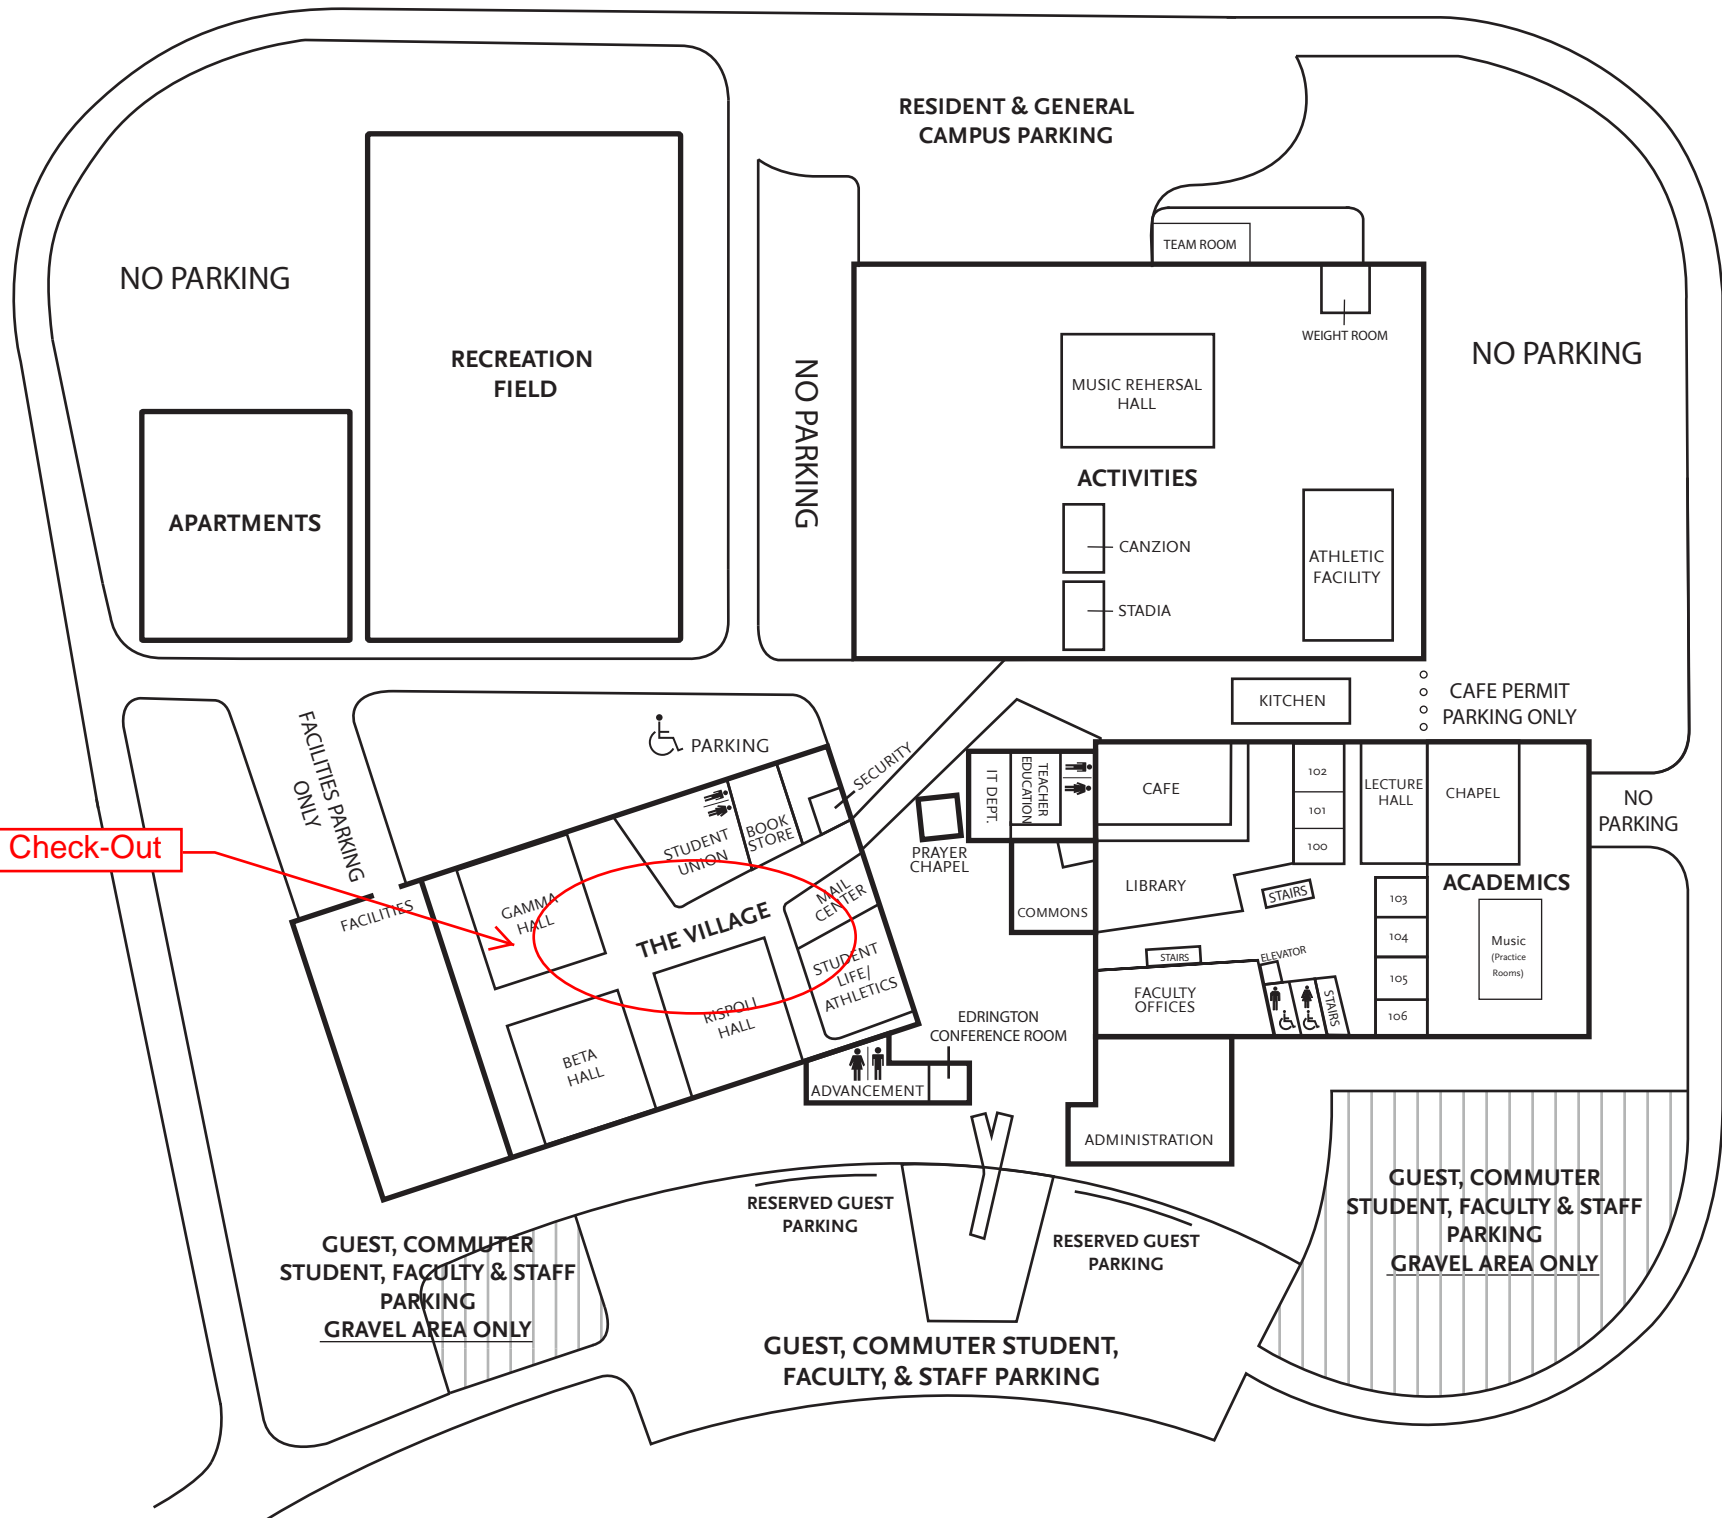 RESIDENT & GENERAL
CAMPUS PARKING
TEAM ROOM
NO PARKING
WEIGHT ROOM
RECREATION
FIELD
NO PARKING
MUSIC REHERSAL
HALL
NO PARKING
ACTIVITIES
APARTMENTS
CANZION
ATHLETIC
FACILITY
STADIA
KITCHEN
CAFE PERMIT
PARKING ONLY
FACILITIES PARKING
ONLY
PARKING
SECURITY
IT DEPT.
TEACHER
EDUCATION
CAFE
102
101
100
LECTURE
HALL
CHAPEL
NO
PARKING
Check-Out
STUDENT
UNION
BOOK
STORE
PRAYER
CHAPEL
LIBRARY
STAIRS
ACADEMICS
FACILITIES
GAMMA
HALL
THE VILLAGE
MAIL
CENTER
COMMONS
103
104
105
106
Music
(Practice
Rooms)
STAIRS
ELEVATOR
STUDENT
LIFE/
ATHLETICS
FACULTY
OFFICES
STAIRS
RISPOLI
HALL
EDRINGTON
CONFERENCE ROOM
BETA
HALL
ADVANCEMENT
ADMINISTRATION
RESERVED GUEST
PARKING
RESERVED GUEST
PARKING
GUEST, COMMUTER
STUDENT, FACULTY & STAFF
PARKING
GRAVEL AREA ONLY
GUEST, COMMUTER
STUDENT, FACULTY & STAFF
PARKING
GRAVEL AREA ONLY
GUEST, COMMUTER STUDENT,
FACULTY, & STAFF PARKING